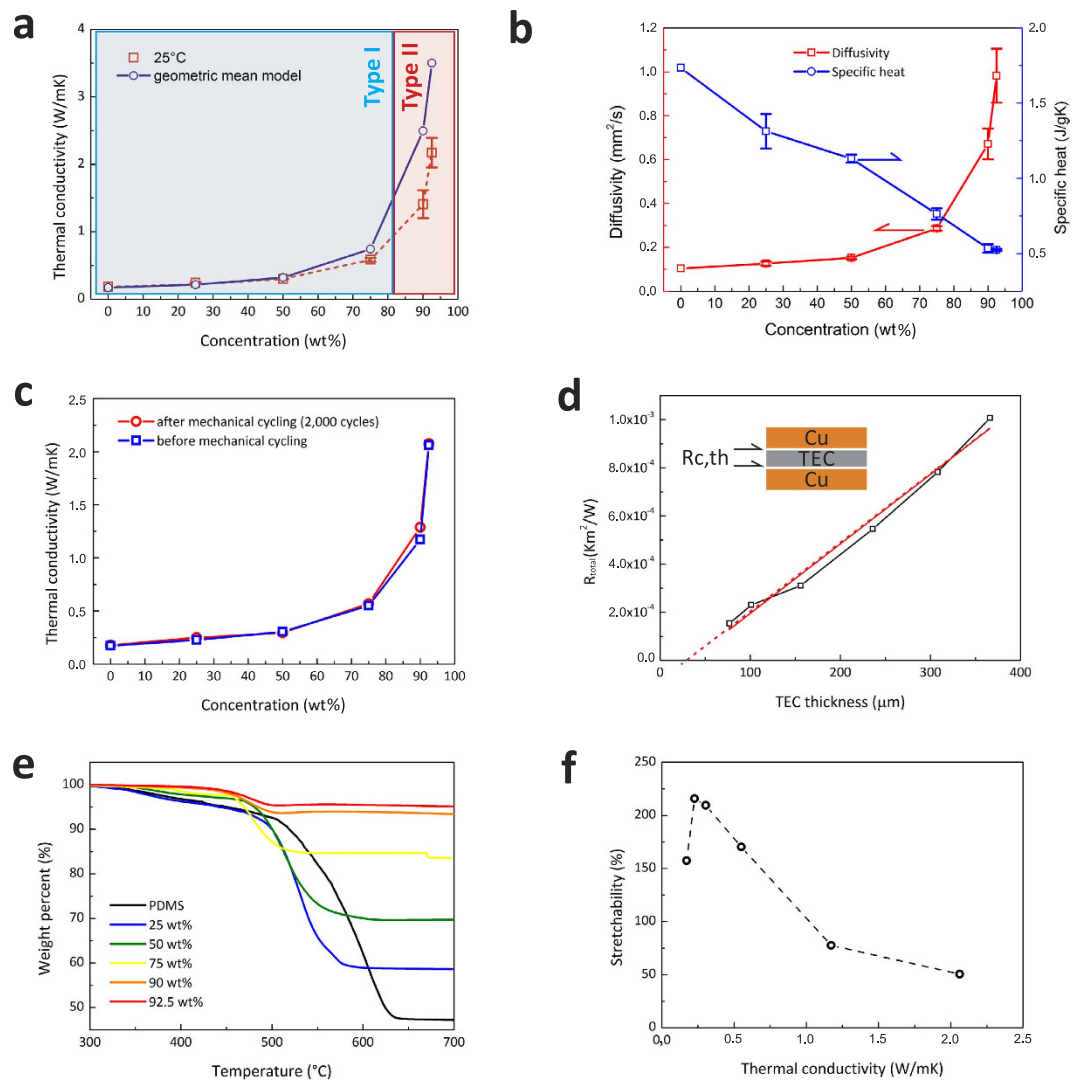 a
Thermal conductivity (W/mK)
4
3
2
1
0
25°C
geometric mean model
Type I
Type II
0 10 20 30 40 50 60 70 80 90 100
Concentration (wt%)
b
Diffusivity (mm²/s)
1.2
1.0
0.8
0.6
0.4
0.2
0.0
Diffusivity
Specific heat
2.0
1.5
1.0
0.5
Specific heat (J/gK)
0 10 20 30 40 50 60 70 80 90 100
Concentration (wt%)
c
Thermal conductivity (W/mK)
2.5
2.0
1.5
1.0
0.5
0.0
after mechanical cycling (2,000 cycles)
before mechanical cycling
0 10 20 30 40 50 60 70 80 90 100
Concentration (wt%)
d
Rtotal(Km²/W)
1.0x10⁻³
8.0x10⁻⁴
6.0x10⁻⁴
4.0x10⁻⁴
2.0x10⁻⁴
0.0
Rc,th
Cu
TEC
Cu
0 100 200 300 400
TEC thickness (μm)
e
Weight percent (%)
100
90
80
70
60
50
PDMS
25 wt%
50 wt%
75 wt%
90 wt%
92.5 wt%
300 400 500 600 700
Temperature (°C)
f
Stretchability (%)
250
200
150
100
50
0
0,0 0.5 1.0 1.5 2.0 2.5
Thermal conductivity (W/mK)